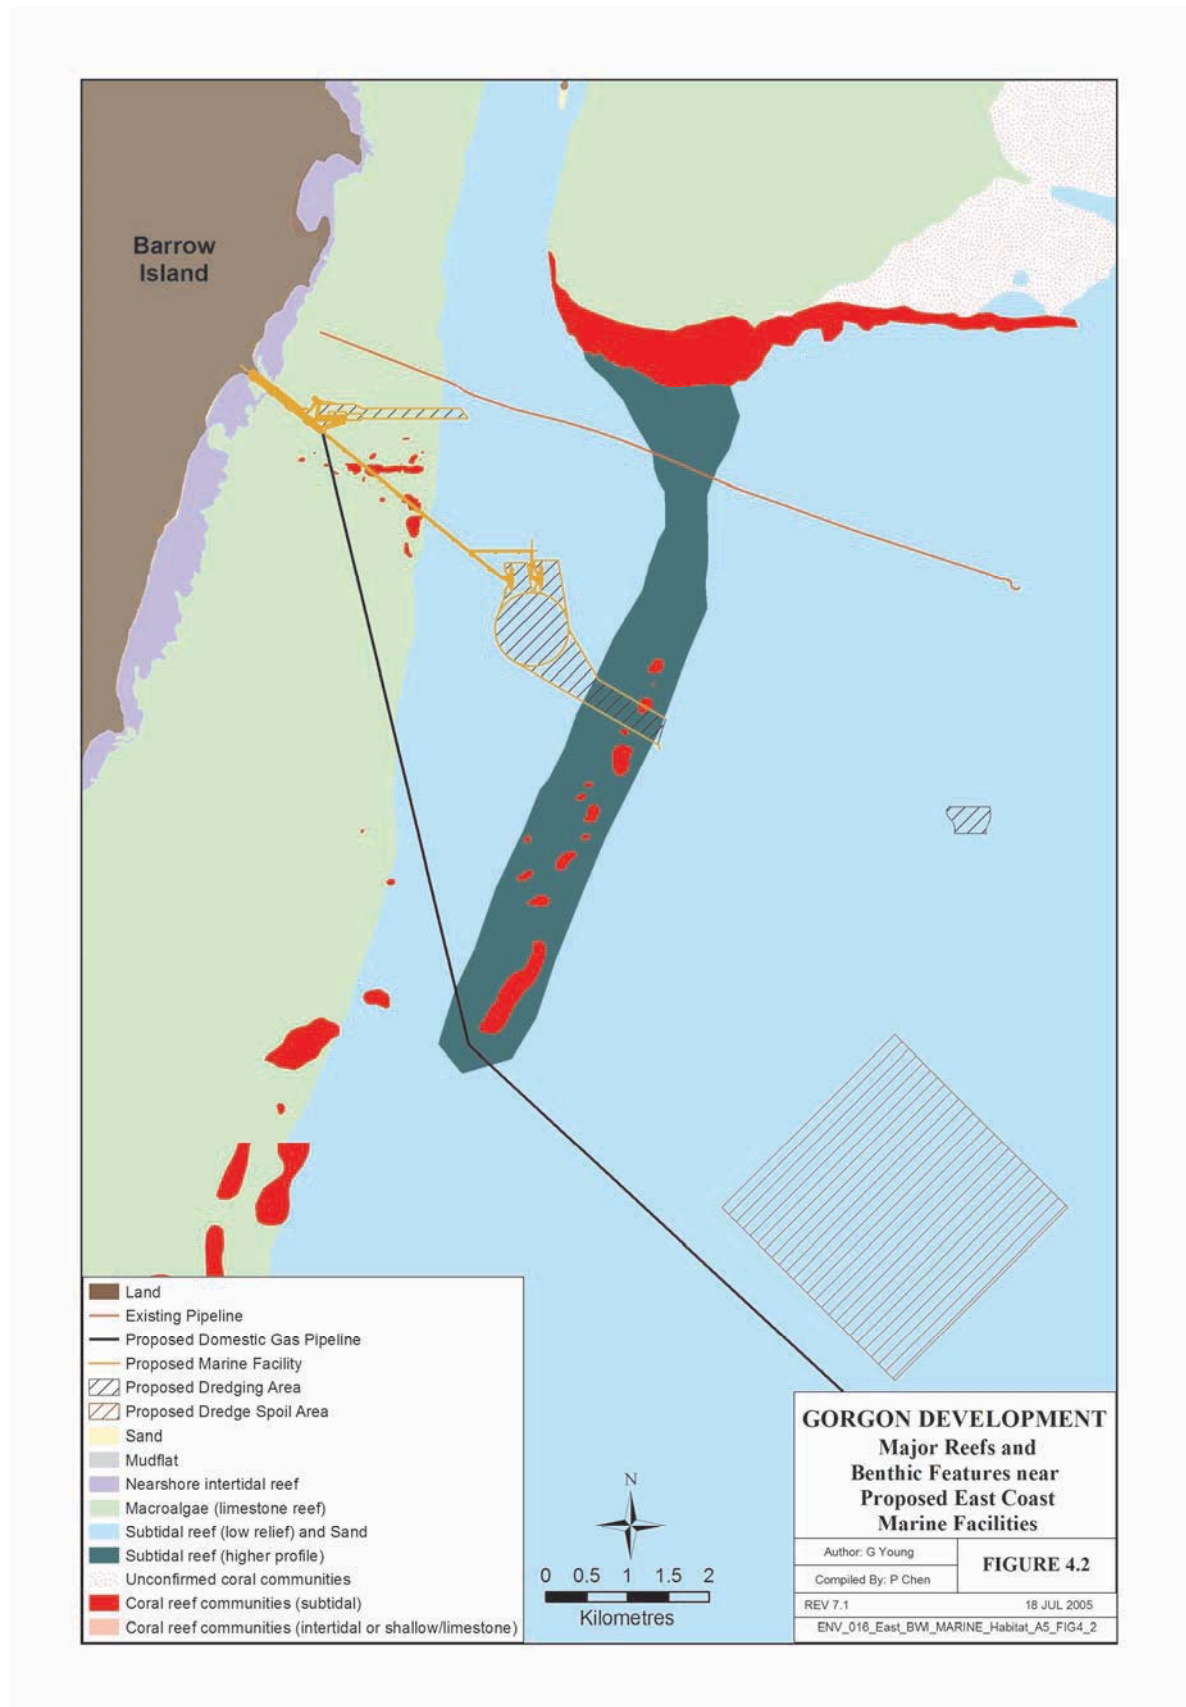 Barrow
Island
Land
Existing Pipeline
Proposed Domestic Gas Pipeline
Proposed Marine Facility
Proposed Dredging Area
Proposed Dredge Spoil Area
Sand
Mudflat
Nearshore intertidal reef
Macroalgae (limestone reef)
Subtidal reef (low relief) and Sand
Subtidal reef (higher profile)
Unconfirmed coral communities
Coral reef communities (subtidal)
Coral reef communities (intertidal or shallow/limestone)
N
0 0.5 1 1.5 2
Kilometres
GORGON DEVELOPMENT
Major Reefs and
Benthic Features near
Proposed East Coast
Marine Facilities
Author: G Young
Compiled By: P Chen
FIGURE 4.2
REV 7.1 18 JUL 2005
ENV_016_East_BWI_MARINE_Habitat_A5_FIG4_2